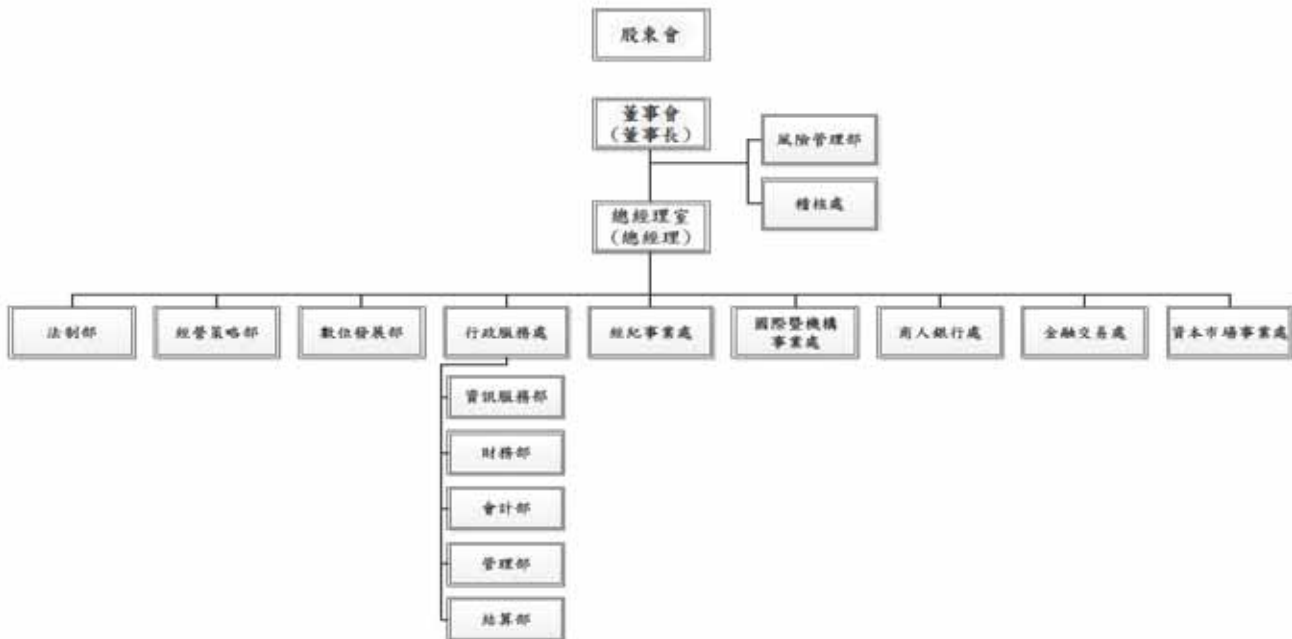 股東會
董事會
（董事長）
風險管理部
稽核處
總經理室
（總經理）
法制部
經營策略部
數位發展部
行政服務處
經紀事業處
國際暨機構
事業處
商人銀行處
金融交易處
資本市場事業處
資訊服務部
財務部
會計部
管理部
結算部